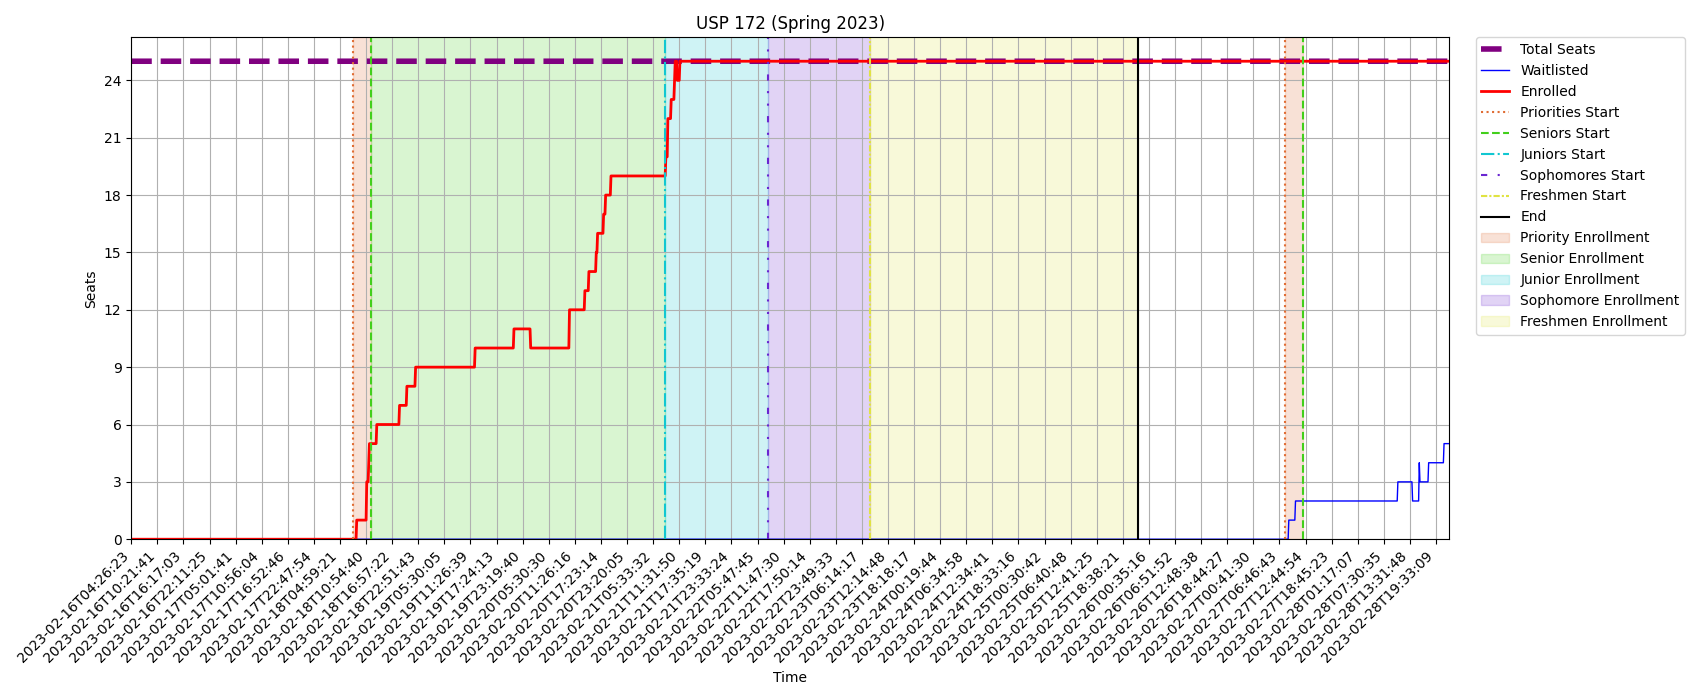 USP 172 (Spring 2023)
Seats
24
21
18
15
12
9
6
3
0
2023-02-16T04:26:23
2023-02-16T10:21:41
2023-02-16T16:17:03
2023-02-16T22:11:25
2023-02-17T05:01:41
2023-02-17T10:56:04
2023-02-17T16:52:46
2023-02-17T22:47:54
2023-02-18T04:59:21
2023-02-18T10:54:40
2023-02-18T16:57:22
2023-02-18T22:51:43
2023-02-19T05:30:05
2023-02-19T11:26:39
2023-02-19T17:24:13
2023-02-19T23:19:40
2023-02-20T05:30:30
2023-02-20T11:26:16
2023-02-20T17:23:14
2023-02-20T23:20:05
2023-02-21T05:33:32
2023-02-21T11:31:50
2023-02-21T17:35:19
2023-02-21T23:33:24
2023-02-22T05:47:45
2023-02-22T11:47:30
2023-02-22T17:50:14
2023-02-22T23:49:33
2023-02-23T06:14:17
2023-02-23T12:14:48
2023-02-23T18:18:17
2023-02-24T00:19:44
2023-02-24T06:34:58
2023-02-24T12:34:41
2023-02-24T18:33:16
2023-02-25T00:30:42
2023-02-25T06:40:48
2023-02-25T12:41:25
2023-02-25T18:38:21
2023-02-26T00:35:16
2023-02-26T06:51:52
2023-02-26T12:48:38
2023-02-26T18:44:27
2023-02-27T00:41:30
2023-02-27T06:46:43
2023-02-27T12:44:54
2023-02-27T18:45:23
2023-02-28T01:17:07
2023-02-28T07:30:35
2023-02-28T13:31:48
2023-02-28T19:33:09
Time
Total Seats
Waitlisted
Enrolled
Priorities Start
Seniors Start
Juniors Start
Sophomores Start
Freshmen Start
End
Priority Enrollment
Senior Enrollment
Junior Enrollment
Sophomore Enrollment
Freshmen Enrollment